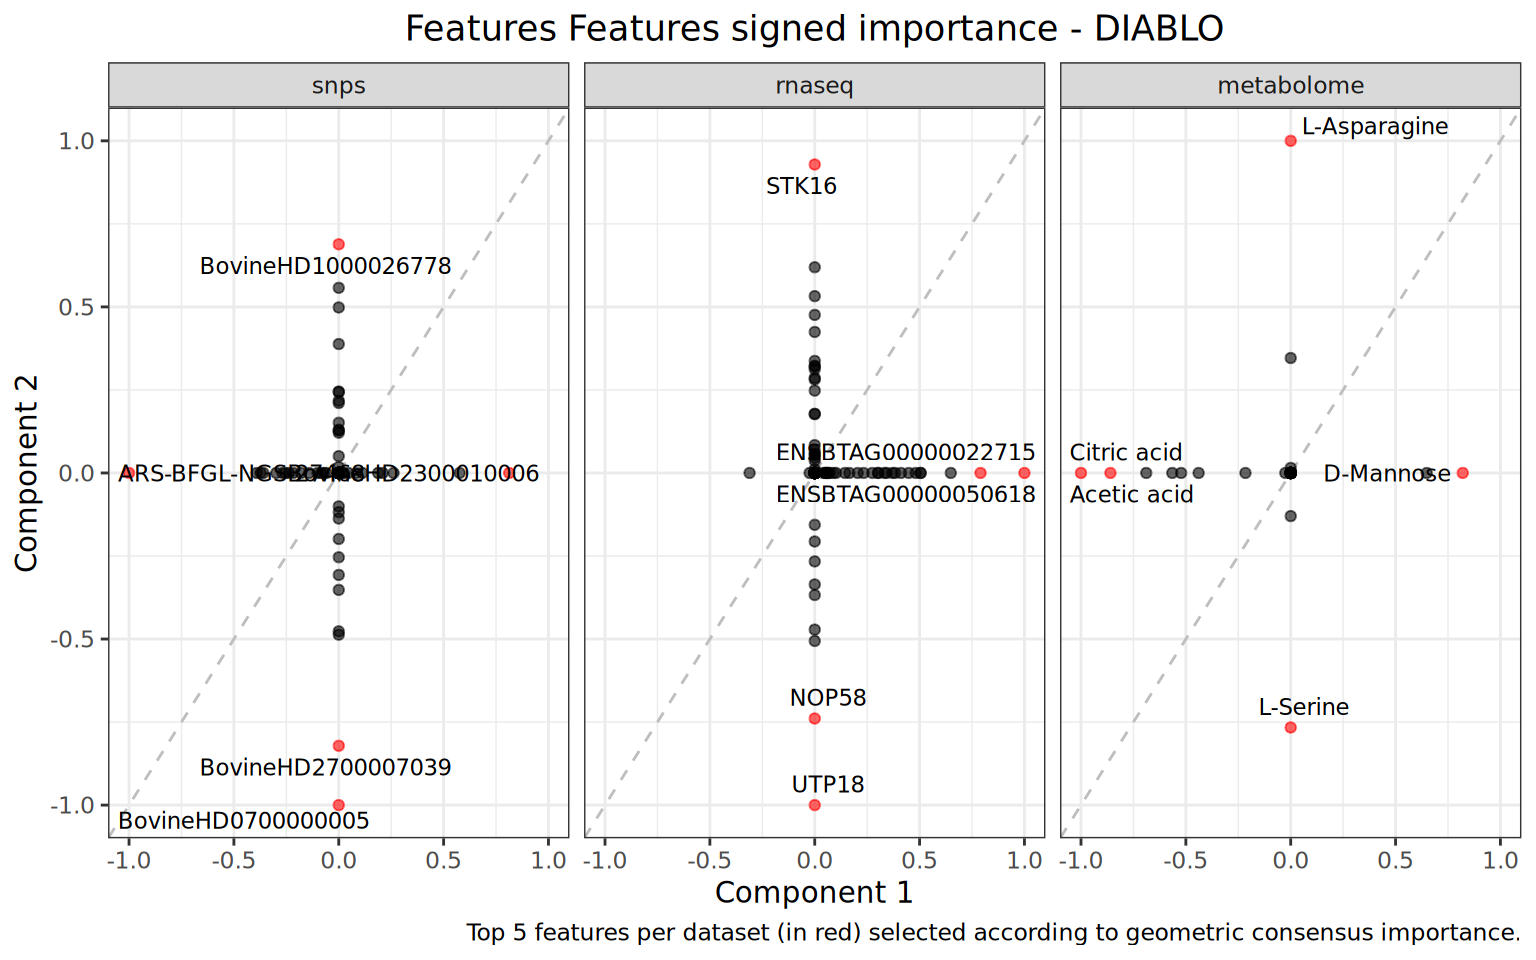 Features Features signed importance - DIABLO
snps
rnaseq
metabolome
1.0
0.5
0.0
-0.5
-1.0
Component 2
BovineHD1000026778
BovineHD2700007039
BovineHD0700000005
STK16
ENSBTAG00000022715
ENSBTAG00000050618
NOP58
UTP18
L-Asparagine
Citric acid
Acetic acid
D-Mannose
L-Serine
-1.0 -0.5 0.0 0.5 1.0
-1.0 -0.5 0.0 0.5 1.0
-1.0 -0.5 0.0 0.5 1.0
Component 1
Top 5 features per dataset (in red) selected according to geometric consensus importance.